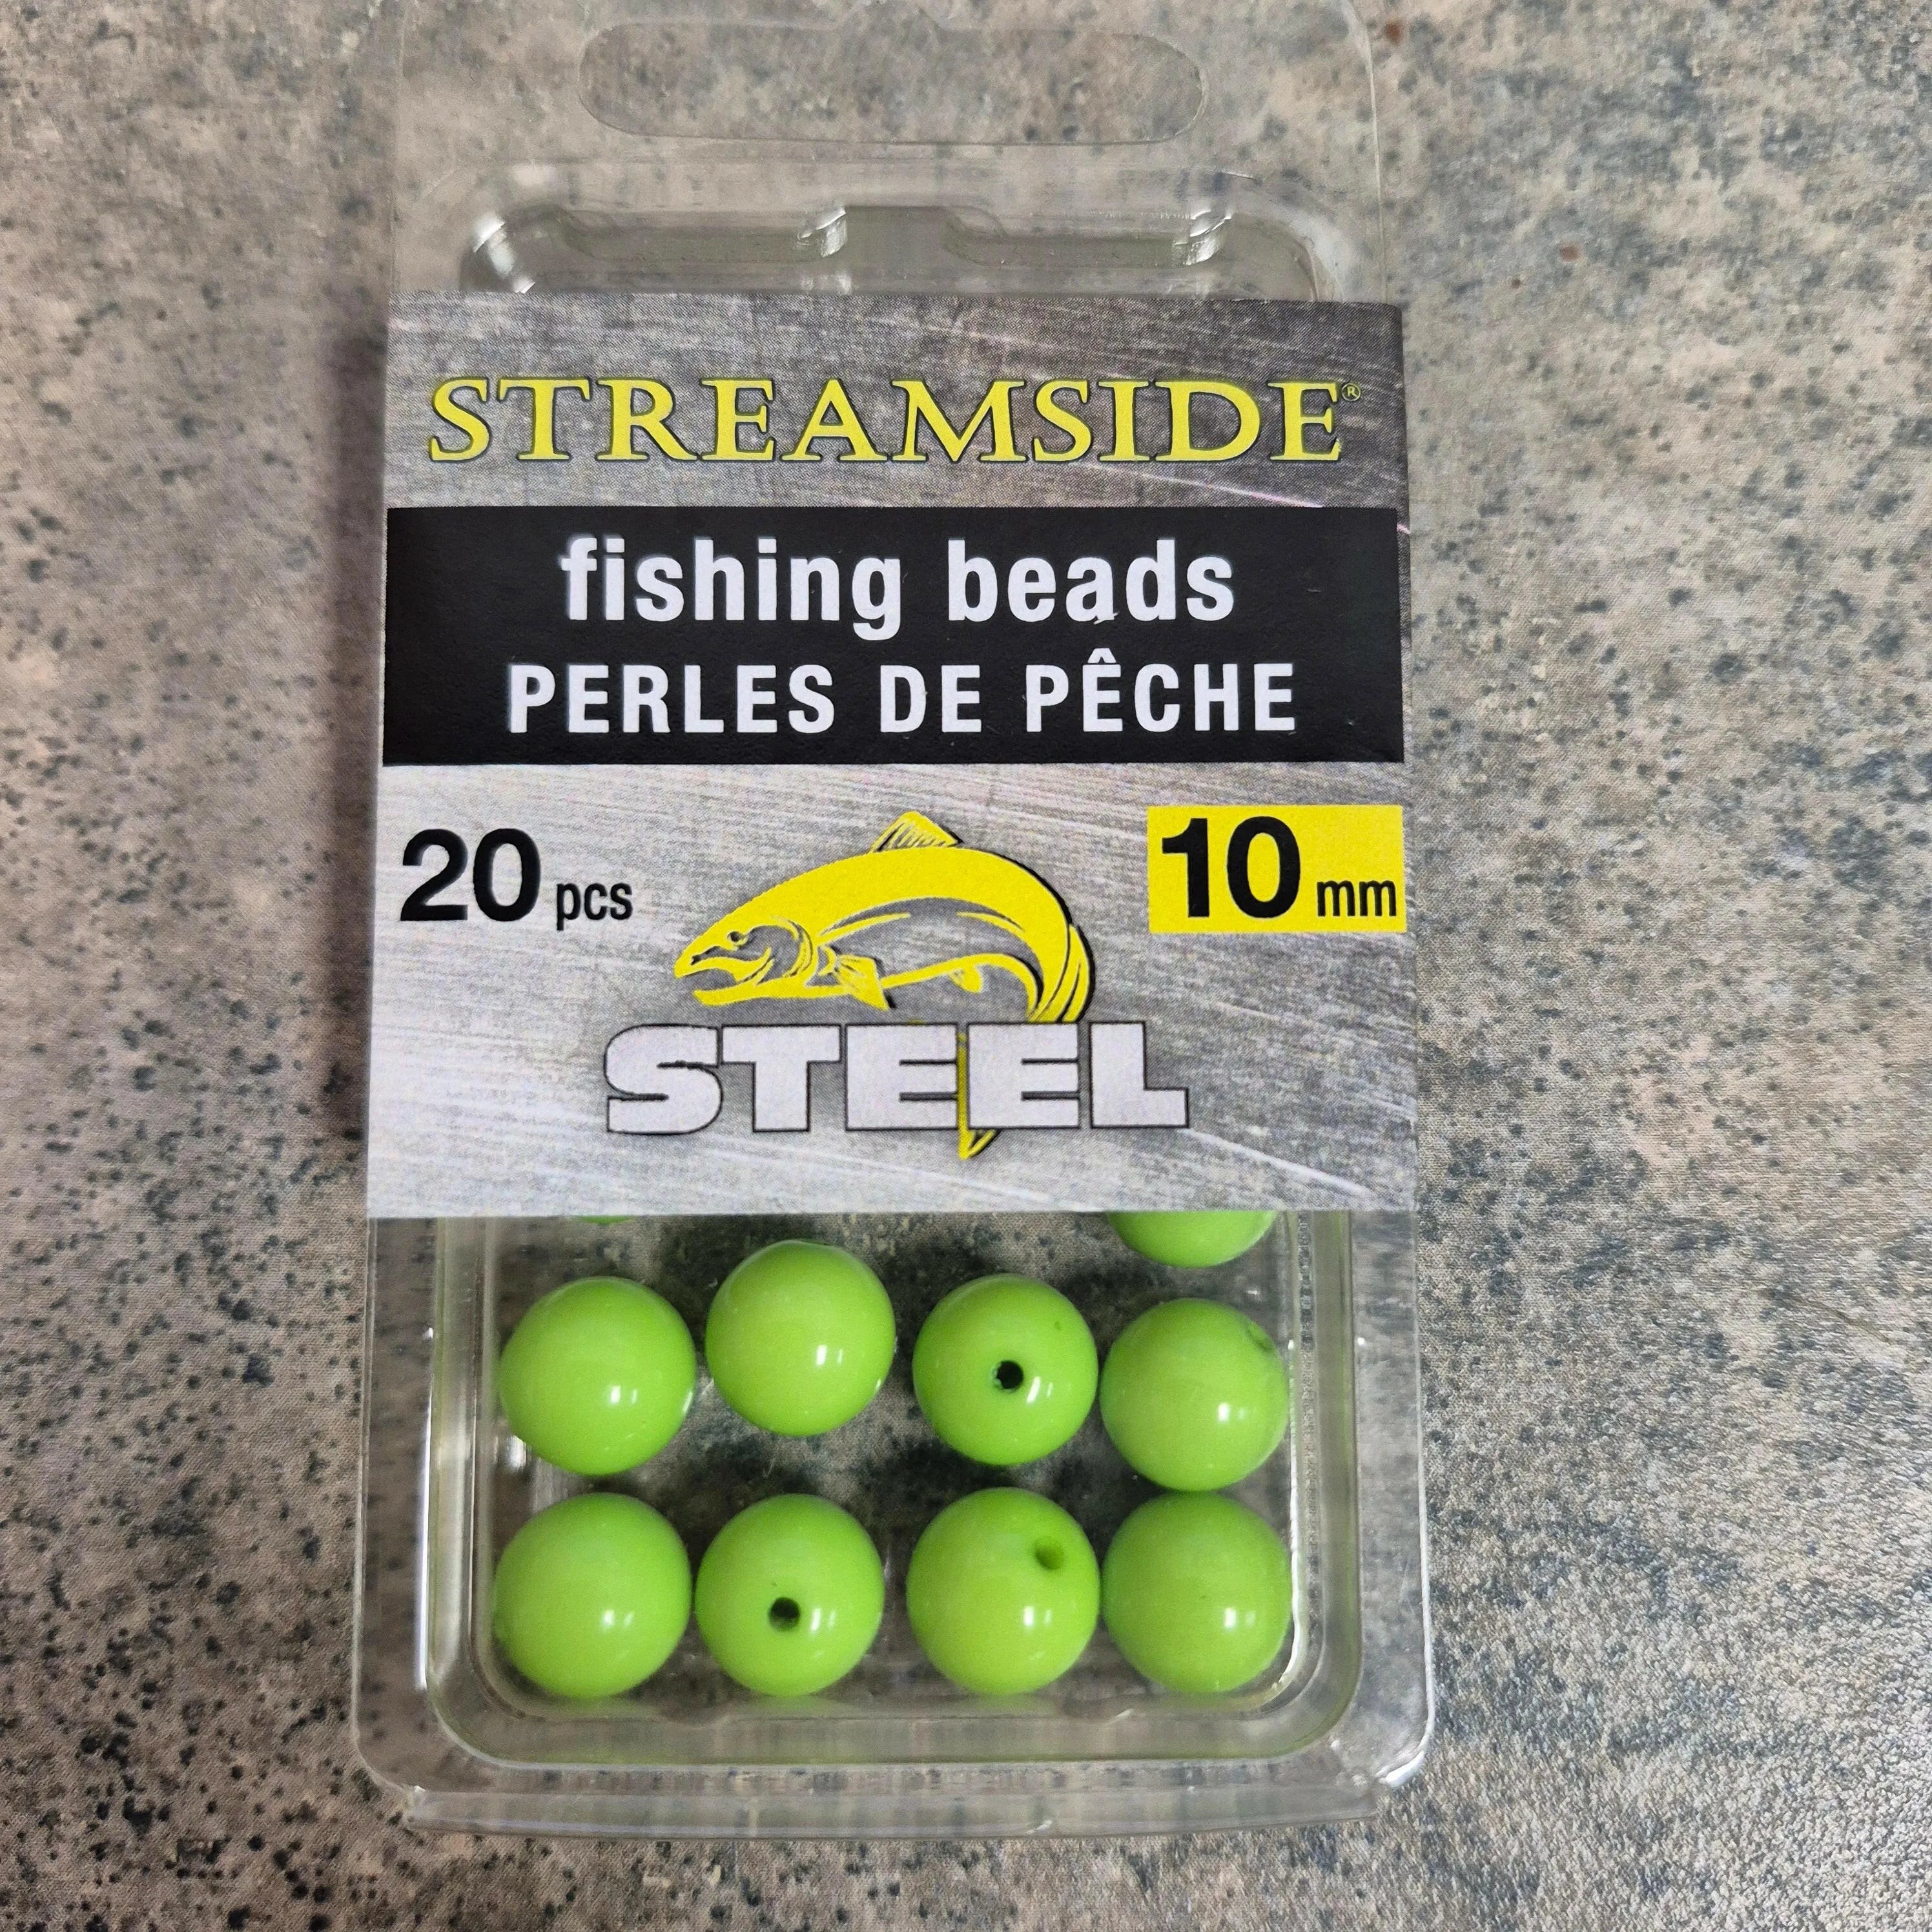 STREAMSIDE®
fishing beads
PERLES DE PÊCHE
20 pcs
10 mm
STEEL